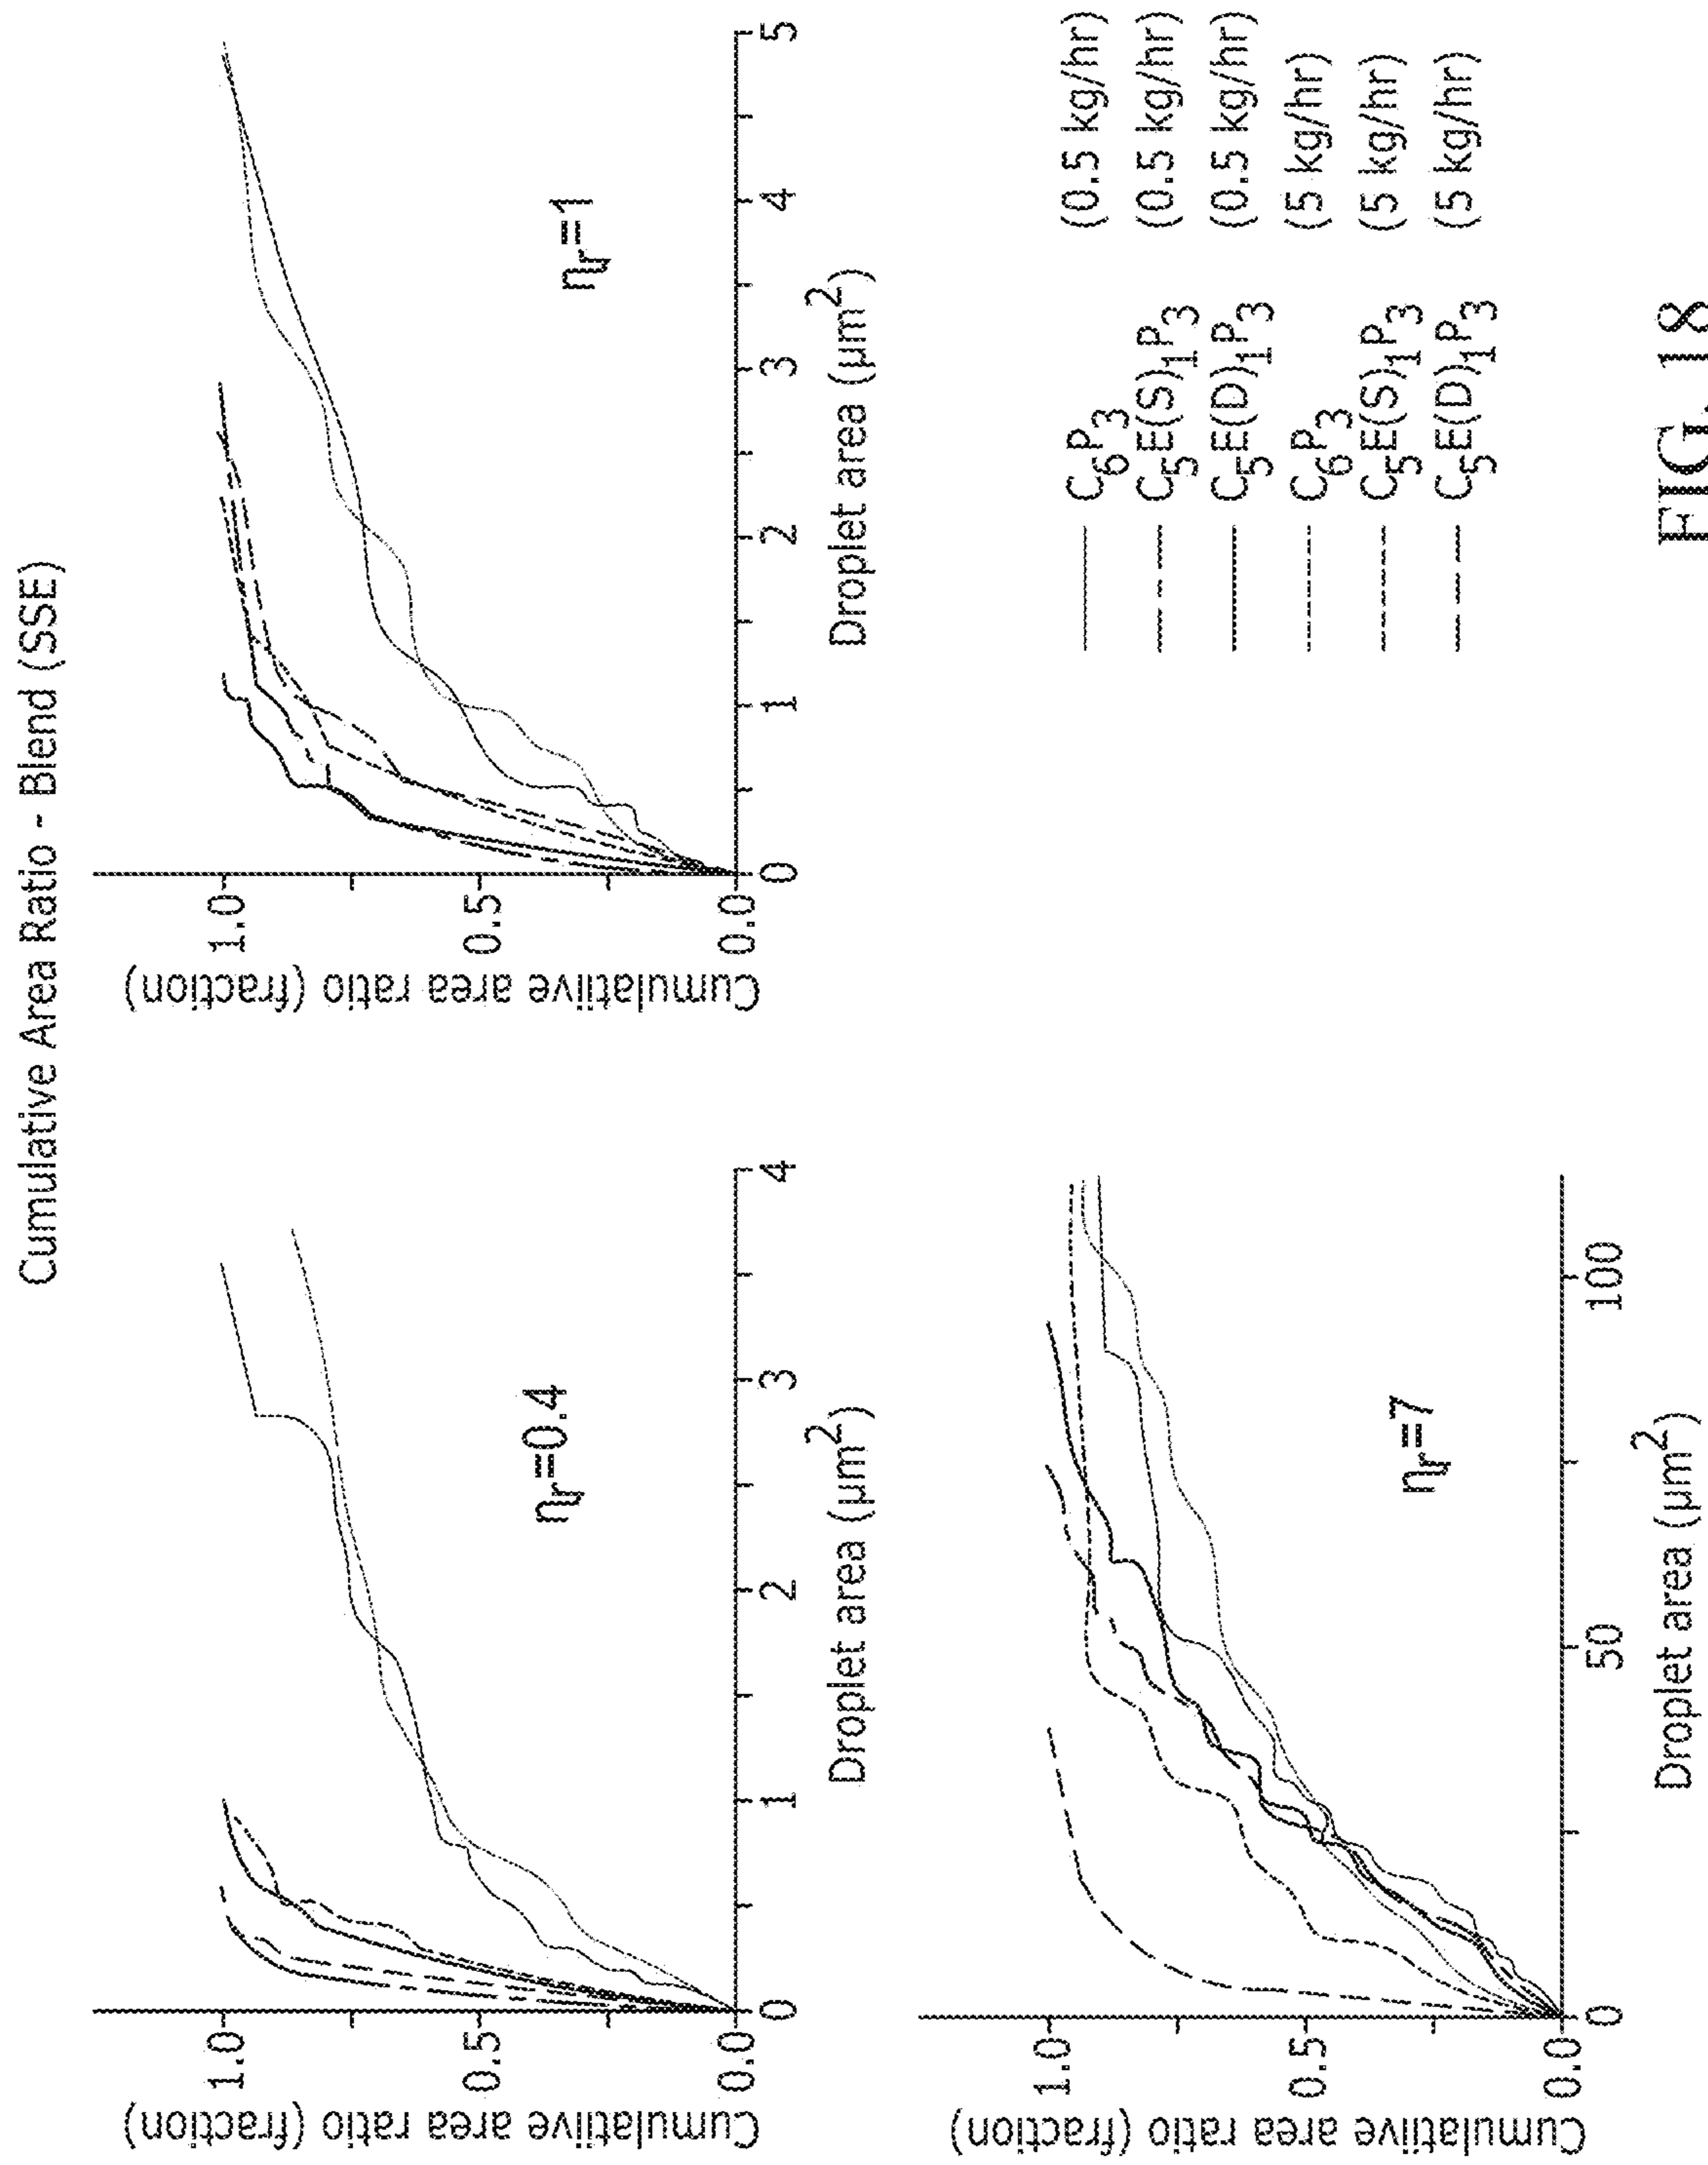 Cumulative Area Ratio - Blend (SSE)
Cumulatiive area ratio (fraction)
1.0
0.5
0.0
0
1
2
3
4
Droplet area (μm²)
ηr=0.4
Cumulatiive area ratio (fraction)
1.0
0.5
0.0
0
1
2
3
4
5
Droplet area (μm²)
ηr=1
Cumulatiive area ratio (fraction)
1.0
0.5
0.0
0
50
100
Droplet area (μm²)
ηr=7
C6P3 (0.5 kg/hr)
C5E(S)1P3 (0.5 kg/hr)
C5E(D)1P3 (0.5 kg/hr)
C6P3 (5 kg/hr)
C5E(S)1P3 (5 kg/hr)
C5E(D)1P3 (5 kg/hr)
FIG. 18